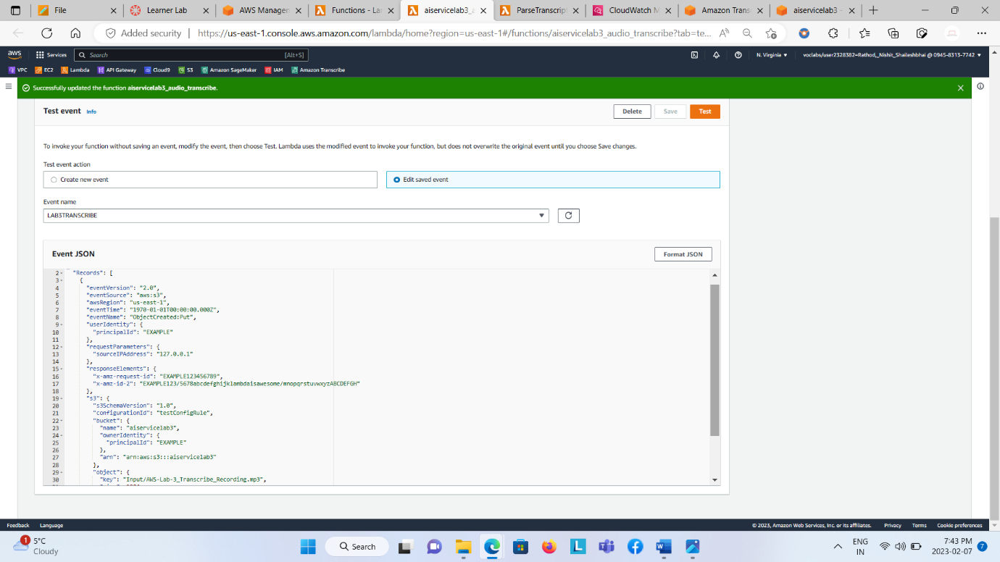 File
Learner Lab
AWS Manager
Functions - La
aiservicelab3_a
ParseTranscrip
CloudWatch M
Amazon Trans
aiservicelab3 -
Added security
https://us-east-1.console.aws.amazon.com/lambda/home?region=us-east-1#/functions/aiservicelab3_audio_transcribe?tab=te...
aws
Services
Search
[Alt+S]
N. Virginia
voclabs/user2328382=Rathod,_Nishit_Shaileshbhai @ 0945-8313-7742
VPC
EC2
Lambda
API Gateway
Cloud9
S3
Amazon SageMaker
IAM
Amazon Transcribe
Successfully updated the function aiservicelab3_audio_transcribe.
Test event Info
Delete
Save
Test
To invoke your function without saving an event, modify the event, then choose Test. Lambda uses the modified event to invoke your function, but does not overwrite the original event until you choose Save changes.
Test event action
Create new event
Edit saved event
Event name
LAB3TRANSCRIBE
Event JSON
Format JSON
2 "Records": [
3 {
4 "eventVersion": "2.0",
5 "eventSource": "aws:s3",
6 "awsRegion": "us-east-1",
7 "eventTime": "1970-01-01T00:00:00.000Z",
8 "eventName": "ObjectCreated:Put",
9 "userIdentity": {
10 "principalId": "EXAMPLE"
11 },
12 "requestParameters": {
13 "sourceIPAddress": "127.0.0.1"
14 },
15 "responseElements": {
16 "x-amz-request-id": "EXAMPLE123456789",
17 "x-amz-id-2": "EXAMPLE123/5678abcdefghijklambdaisawesome/mnopqrstuvwxyzABCDEFGH"
18 },
19 "s3": {
20 "s3SchemaVersion": "1.0",
21 "configurationId": "testConfigRule",
22 "bucket": {
23 "name": "aiservicelab3",
24 "ownerIdentity": {
25 "principalId": "EXAMPLE"
26 },
27 "arn": "arn:aws:s3:::aiservicelab3"
28 },
29 "object": {
30 "key": "Input/AWS-Lab-3_Transcribe_Recording.mp3",
Feedback
Language
© 2023, Amazon Web Services, Inc. or its affiliates.
Privacy
Terms
Cookie preferences
1
5°C
Cloudy
Search
ENG
IN
7:43 PM
2023-02-07
7